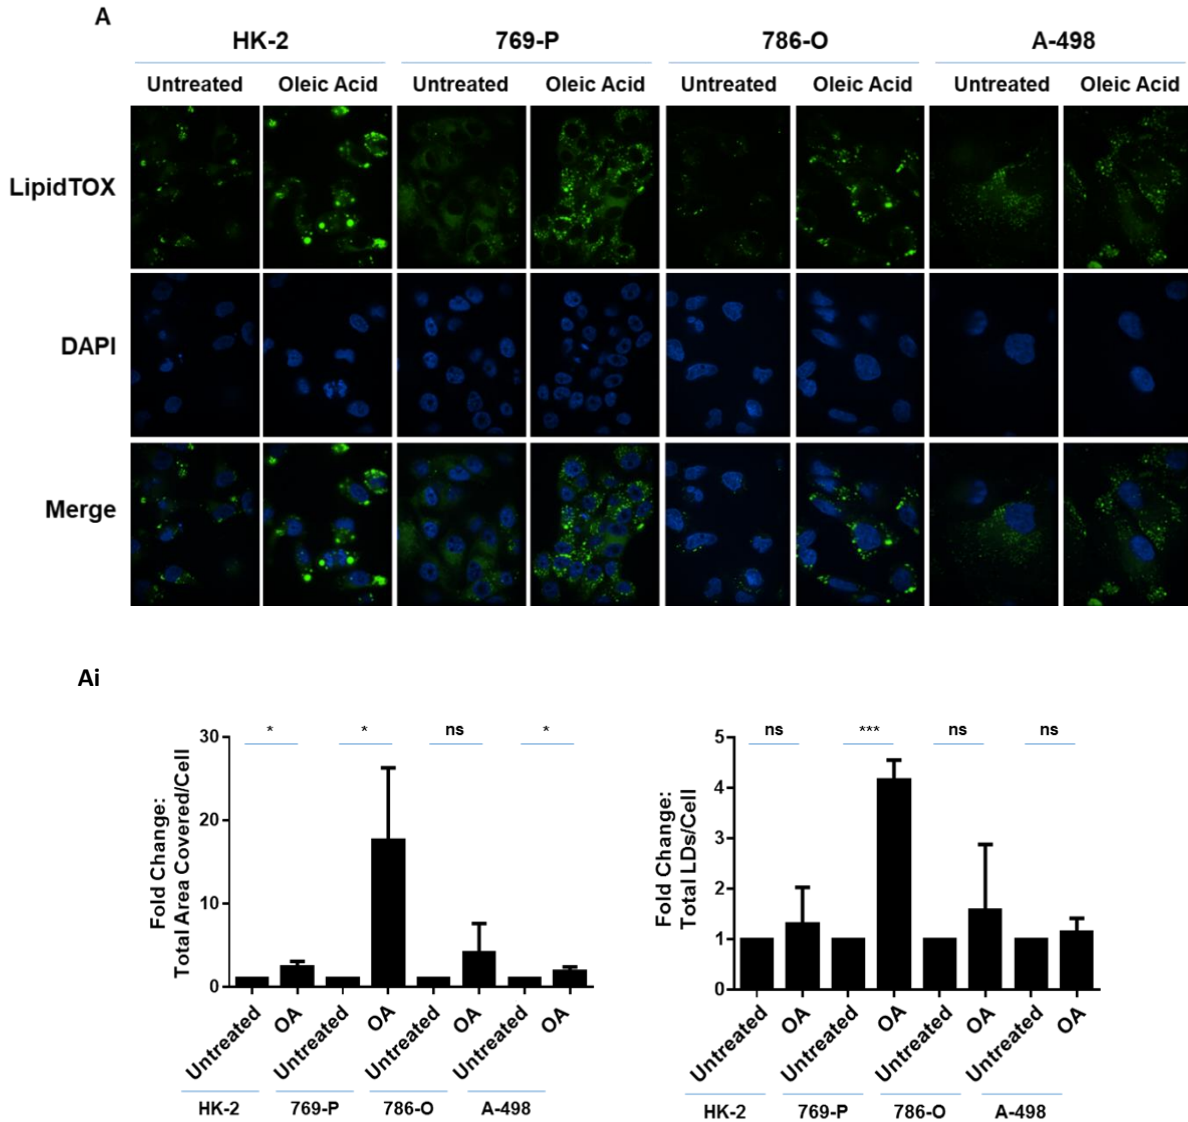 A
HK-2 769-P 786-O A-498
Untreated Oleic Acid Untreated Oleic Acid Untreated Oleic Acid Untreated Oleic Acid
LipidTOX
DAPI
Merge
Ai
* * ns *
Fold Change:
Total Area Covered/Cell
30
20
10
0
Untreated OA Untreated OA Untreated OA Untreated OA
HK-2 769-P 786-O A-498
ns *** ns ns
Fold Change:
Total LDs/Cell
5
4
3
2
1
0
Untreated OA Untreated OA Untreated OA Untreated OA
HK-2 769-P 786-O A-498